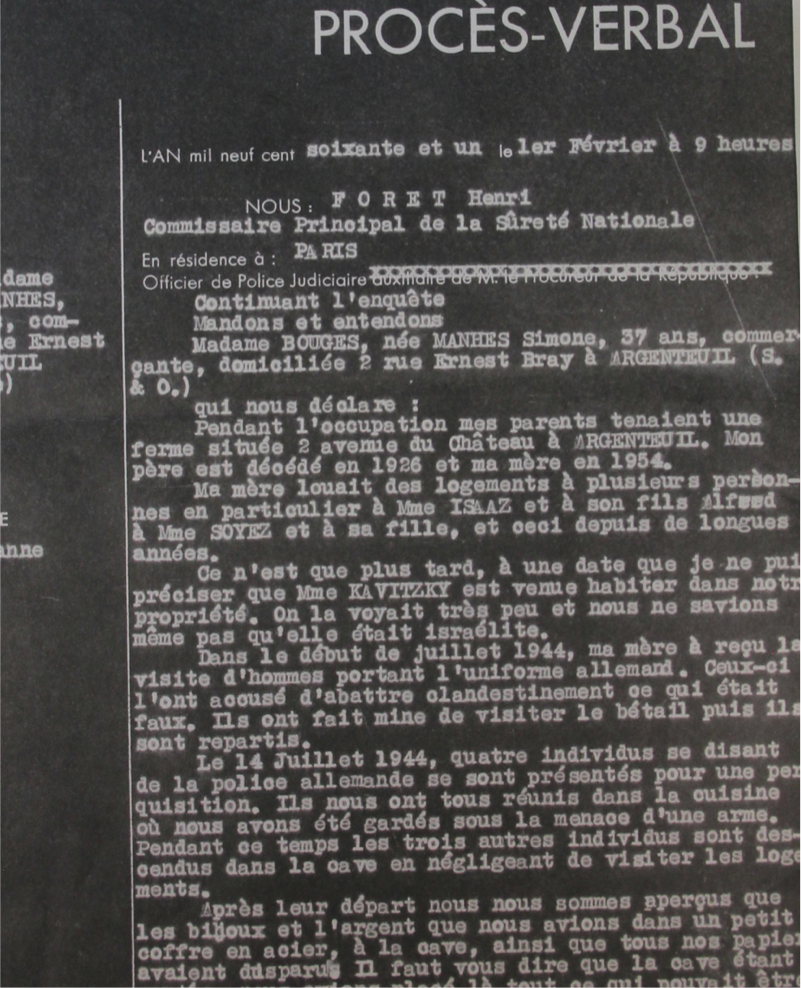 PROCÈS-VERBAL
L'AN mil neuf cent soixante et un le 1er Février à 9 heures
NOUS : F O R E T Henri
Commissaire Principal de la Sûreté Nationale
En résidence à : PARIS
Officier de Police Judiciaire auxiliaire de M. le Procureur de la République .
Continuant l'enquête
Mandons et entendons
Madame BOUGES, née MANHES Simone, 37 ans, commer-
çante, domiciliée 2 rue Ernest Bray à ARGENTEUIL (S.
& O.)
qui nous déclare :
Pendant l'occupation mes parents tenaient une
ferme située 2 avenue du Château à ARGENTEUIL. Mon
père est décédé en 1926 et ma mère en 1954.
Ma mère louait des logements à plusieurs person-
nes en particulier à Mme ISAAZ et à son fils
à Mme SOYEZ et à sa fille, et ceci depuis de longues
années.
Ce n'est que plus tard, à une date que je ne pui
préciser que Mme KAVITZKY est venue habiter dans notr
propriété. On la voyait très peu et nous ne savions
même pas qu'elle était israélite.
Dans le début de juillet 1944, ma mère à reçu la
visite d'hommes portant l'uniforme allemand. Ceux-ci
l'ont accusé d'abattre clandestinement ce qui était
faux. Ils ont fait mine de visiter le bétail puis ils
sont repartis.
Le 14 Juillet 1944, quatre individus se disant
de la police allemande se sont présentés pour une per
quisition. Ils nous ont tous réunis dans la cuisine
où nous avons été gardés sous la menace d'une arme.
Pendant ce temps les trois autres individus sont des-
cendus dans la cave en négligeant de visiter les loge
ments.
Après leur départ nous nous sommes aperçus que
les bijoux et l'argent que nous avions dans un petit
coffre en acier, à la cave, ainsi que tous nos papier
avaient disparus Il faut vous dire que la cave étant
là tout ce qui pouvait être
dame
ANHES,
, com-
ue Ernest
EUIL
)
E
anne